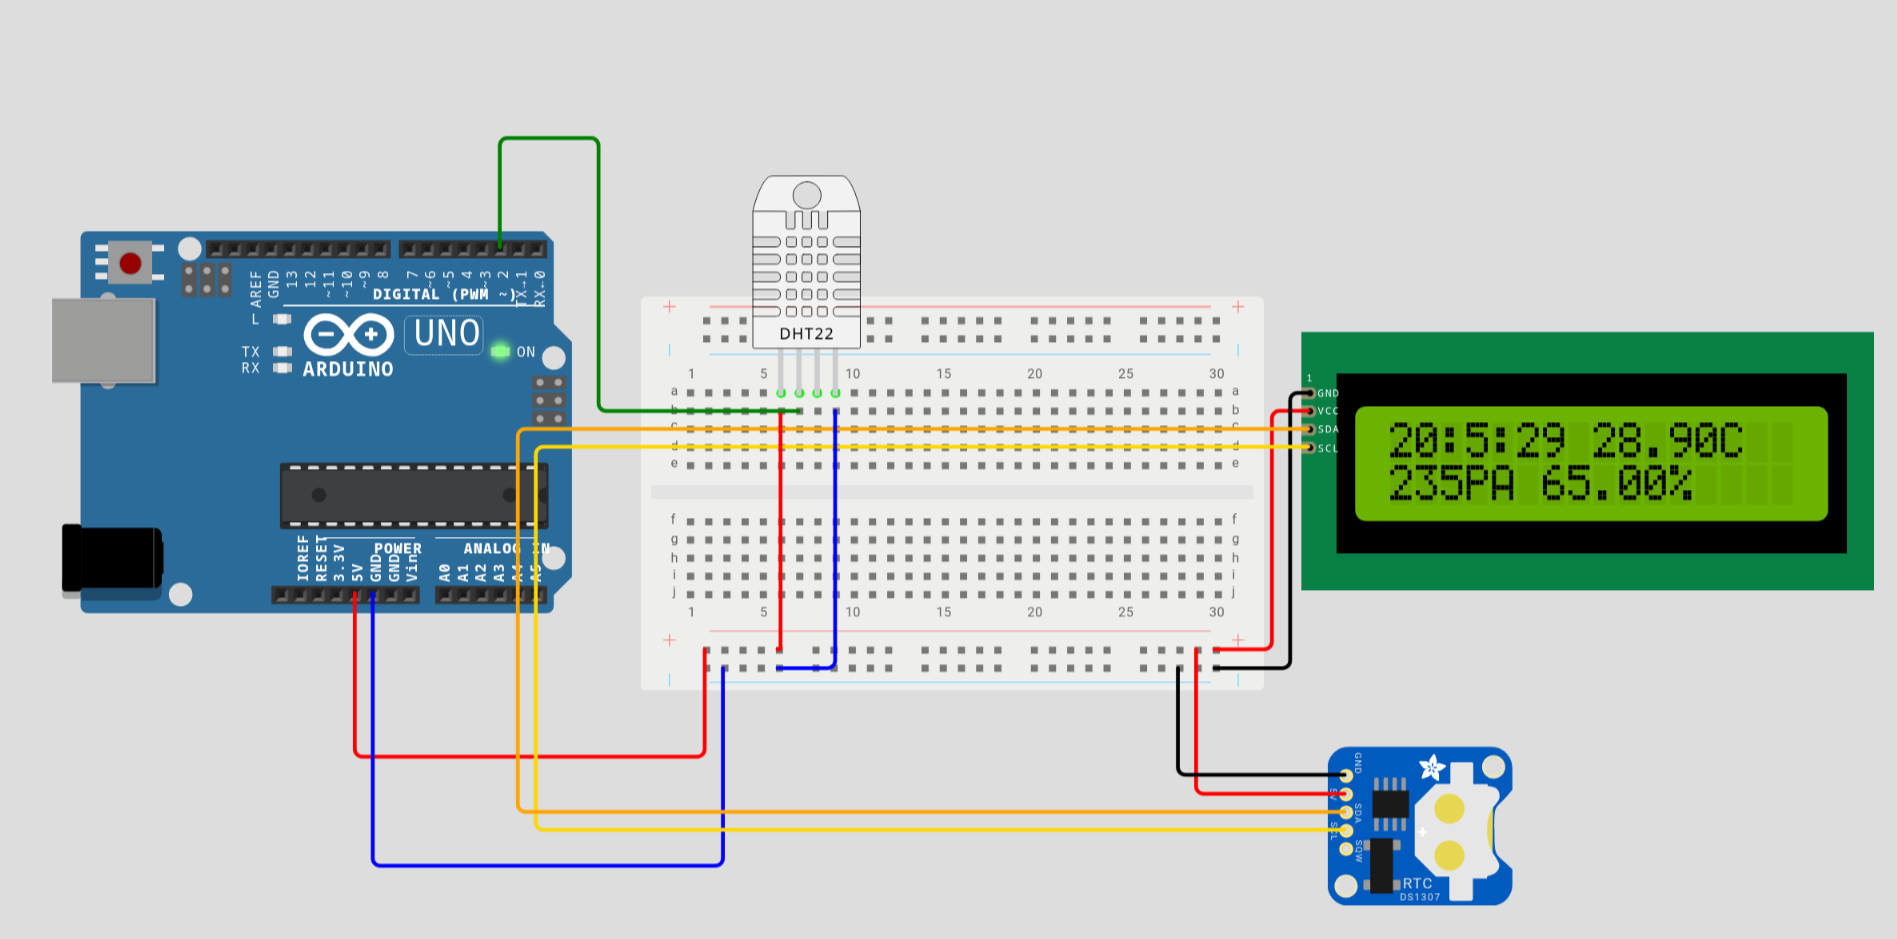 AREF
GND
13
12
~11
~10
~9
8
7
~6
~5
4
~3
2
TX→1
RX←0
DIGITAL (PWM ~)
L
TX
RX
UNO
ON
ARDUINO
IOREF
RESET
3.3V
5V
GND
GND
Vin
POWER
ANALOG IN
A0
A1
A2
A3
A4
A5
DHT22
1 5 10 15 20 25 30
a a
b b
c c
d d
e e
f f
g g
h h
i i
j j
1 5 10 15 20 25 30
1
GND
VCC
SDA
SCL
20:5:29 28.90C
235PA 65.00%
GND
5V
SDA
SCL
SQW
RTC
DS1307